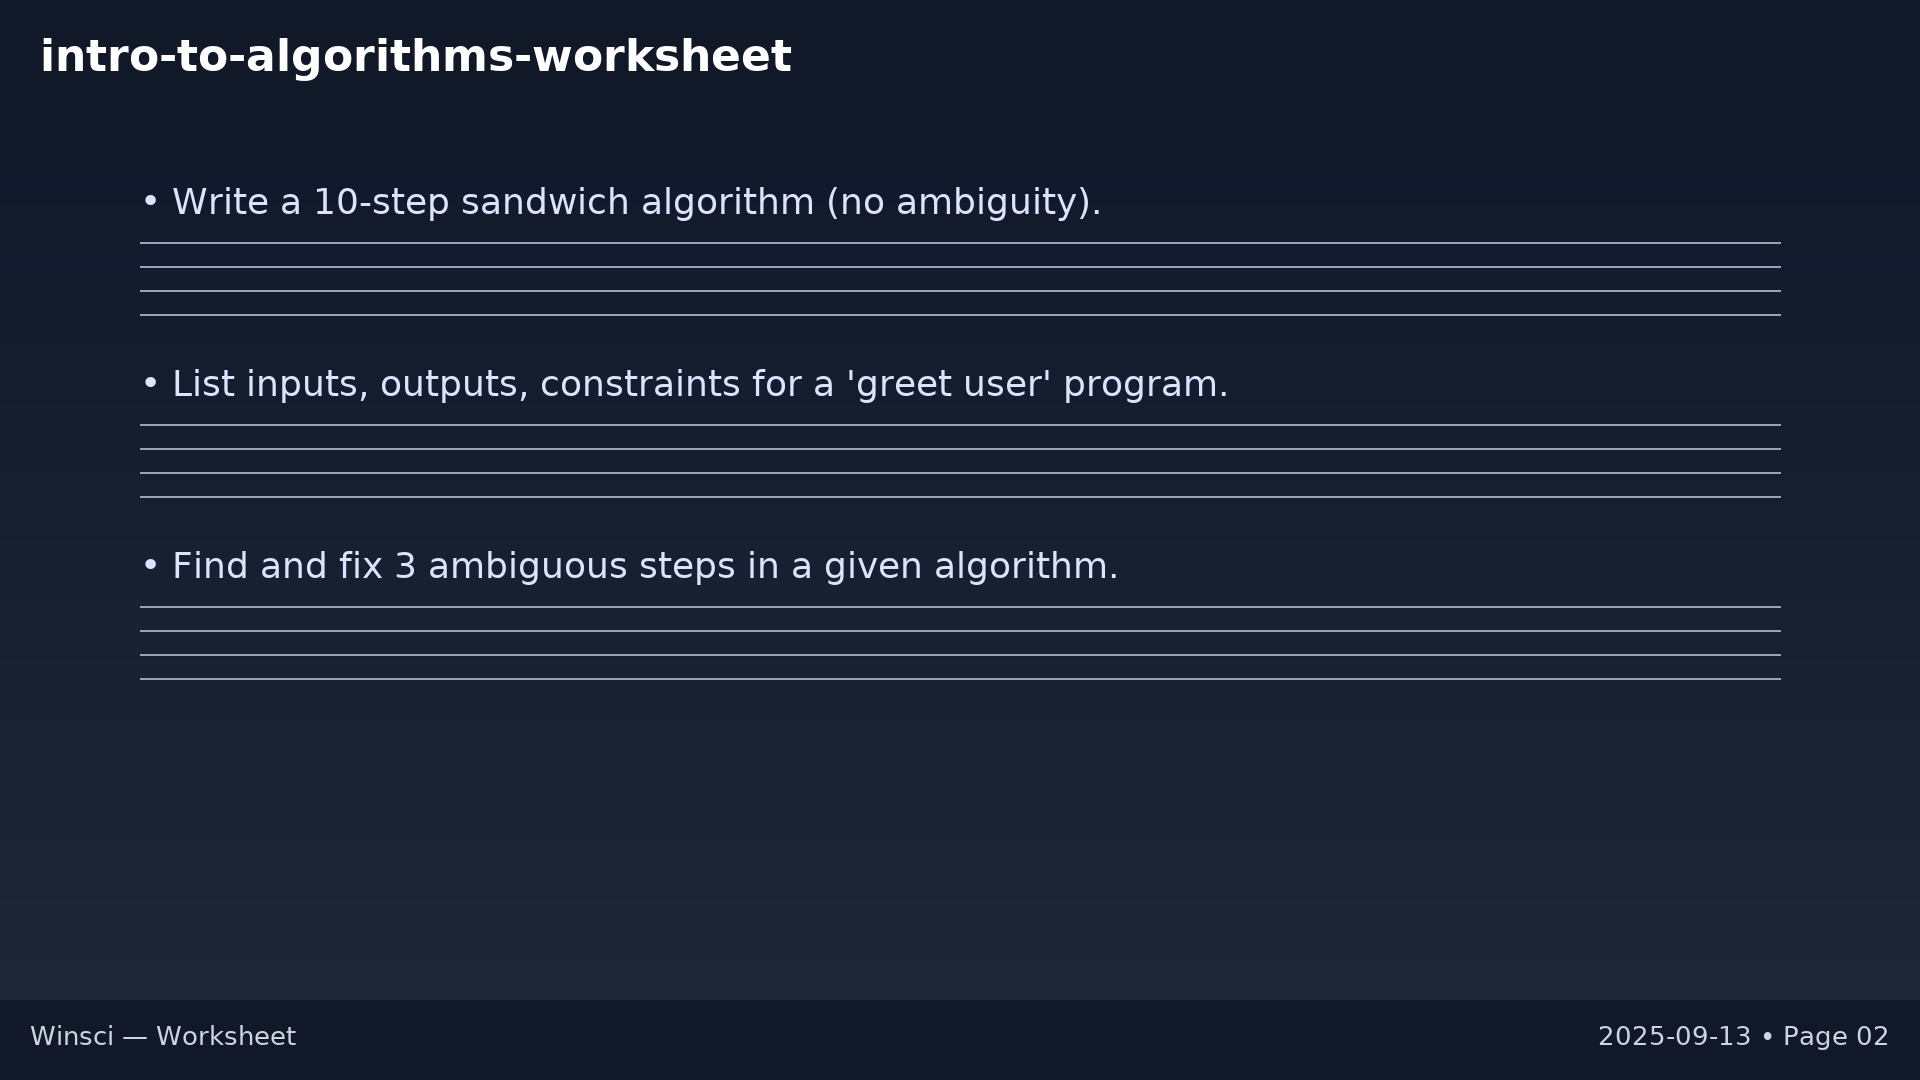 intro-to-algorithms-worksheet
• Write a 10-step sandwich algorithm (no ambiguity).
• List inputs, outputs, constraints for a 'greet user' program.
• Find and fix 3 ambiguous steps in a given algorithm.
Winsci — Worksheet
2025-09-13 • Page 02